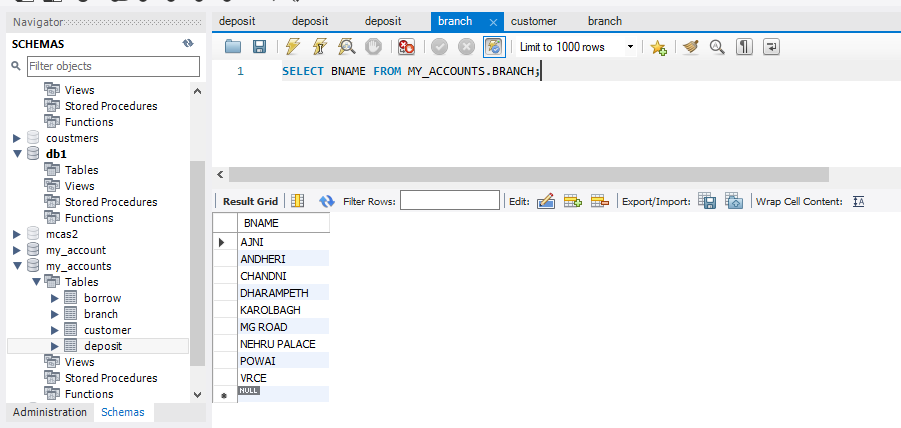 Navigator
SCHEMAS
Filter objects
Views
Stored Procedures
Functions
coustmers
db1
Tables
Views
Stored Procedures
Functions
mcas2
my_account
my_accounts
Tables
borrow
branch
customer
deposit
Views
Stored Procedures
Functions
Administration Schemas
deposit deposit deposit branch customer branch
Limit to 1000 rows
1 SELECT BNAME FROM MY_ACCOUNTS.BRANCH;
Result Grid Filter Rows: Edit: Export/Import: Wrap Cell Content:
BNAME
AJNI
ANDHERI
CHANDNI
DHARAMPETH
KAROLBAGH
MG ROAD
NEHRU PALACE
POWAI
VRCE
NULL